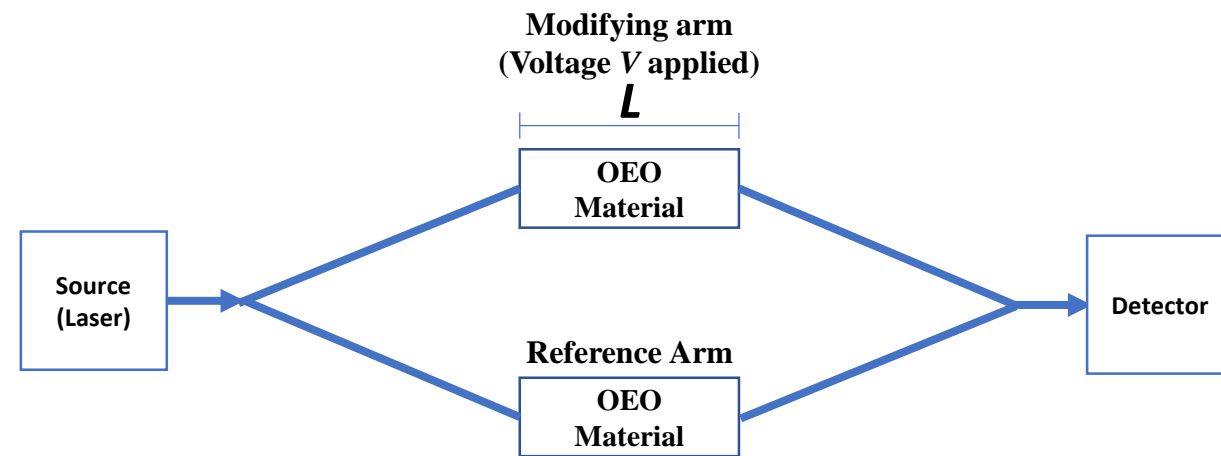 Modifying arm
(Voltage V applied)
L
OEO
Material
Source
(Laser)
Detector
Reference Arm
OEO
Material